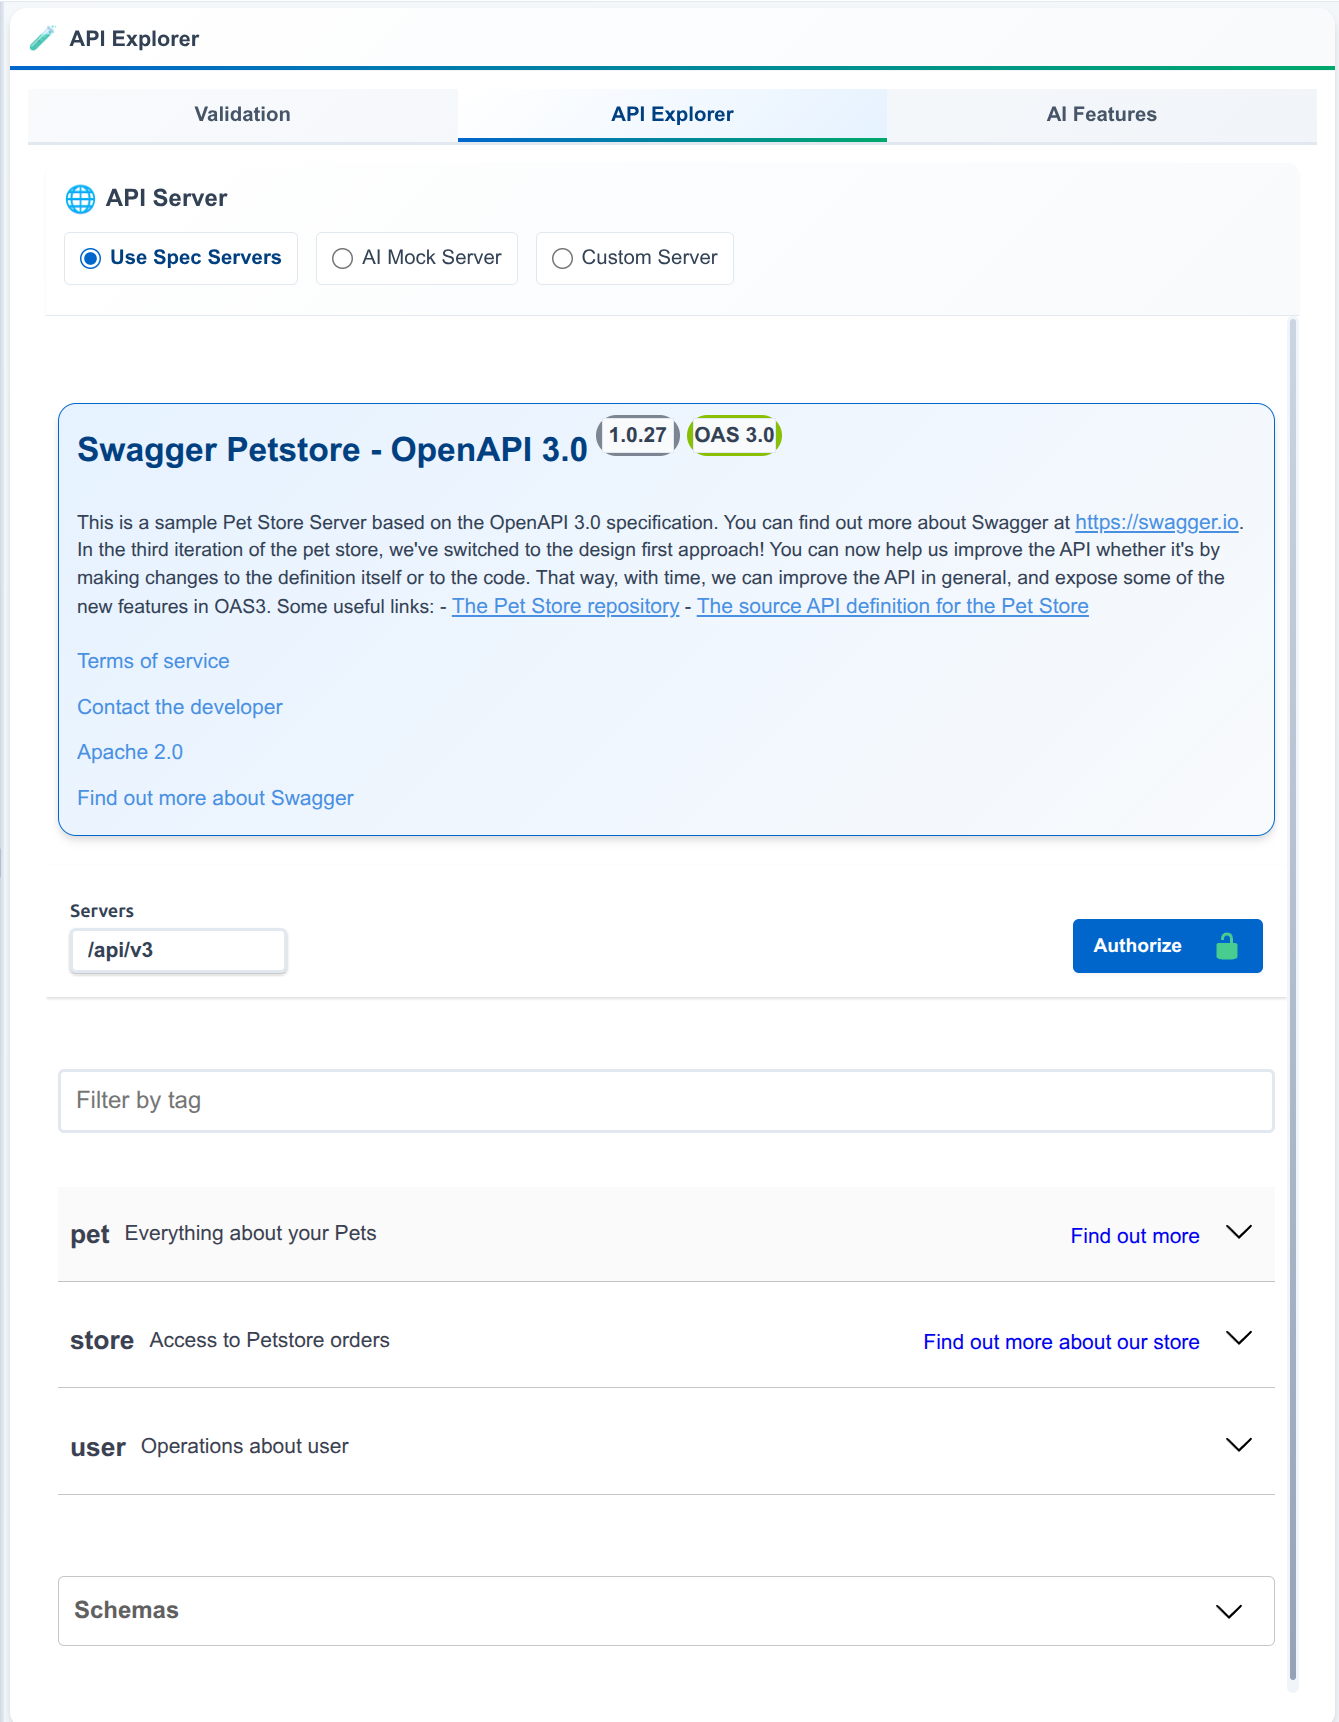 API Explorer
Validation
API Explorer
AI Features
API Server
Use Spec Servers
AI Mock Server
Custom Server
Swagger Petstore - OpenAPI 3.0 1.0.27 OAS 3.0
This is a sample Pet Store Server based on the OpenAPI 3.0 specification. You can find out more about Swagger at https://swagger.io.
In the third iteration of the pet store, we've switched to the design first approach! You can now help us improve the API whether it's by
making changes to the definition itself or to the code. That way, with time, we can improve the API in general, and expose some of the
new features in OAS3. Some useful links: - The Pet Store repository - The source API definition for the Pet Store
Terms of service
Contact the developer
Apache 2.0
Find out more about Swagger
Servers
/api/v3
Authorize
Filter by tag
pet Everything about your Pets Find out more
store Access to Petstore orders Find out more about our store
user Operations about user
Schemas